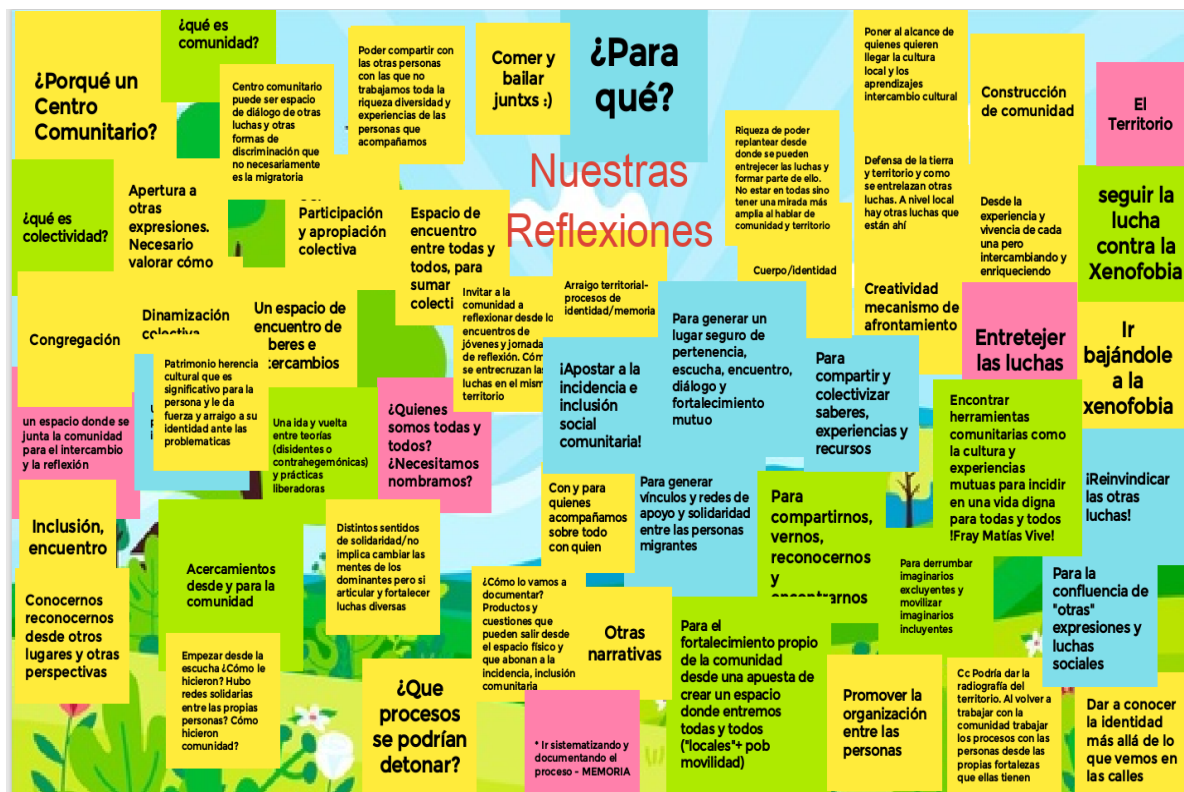 ¿Porqué un
Centro
Comunitario?
¿qué es
comunidad?
Centro comunitario
puede ser espacio
de diálogo de otras
luchas y otras
formas de
discriminación que
no necesariamente
es la migratoria
Poder compartir con
las otras personas
con las que no
trabajamos toda la
riqueza diversidad y
experiencias de las
personas que
acompañamos
Comer y
bailar
juntxs :)
¿Para
qué?
Nuestras
Reflexiones
Poner al alcance de
quienes quieren
llegar la cultura
local y los
aprendizajes
intercambio cultural
Construcción
de comunidad
El
Territorio
¿qué es
colectividad?
Apertura a
otras
expresiones.
Necesario
valorar cómo
Participación
y apropiación
colectiva
Espacio de
encuentro
entre todas y
todos, para
sumar
colecti
Riqueza de poder
replantear desde
donde se pueden
entrejecer las luchas y
formar parte de ello.
No estar en todas sino
tener una mirada más
amplia al hablar de
comunidad y territorio
Defensa de la tierra
y territorio y como
se entrelazan otras
luchas. A nivel local
hay otras luchas que
están ahí
Desde la
experiencia y
vivencia de cada
una pero
intercambiando y
enriqueciendo
seguir la
lucha
contra la
Xenofobia
Congregación
Dinamización
colectiva
Un espacio de
encuentro de
beres e
tercambios
Invitar a la
comunidad a
reflexionar desde lo
encuentros de
jóvenes y jornada
de reflexión. Cóm
se entrecruzan las
luchas en el mism
territorio
Arraigo territorial-
procesos de
identidad/memoria
Cuerpo/identidad
Creatividad
mecanismo de
afrontamiento
Entretejer
las luchas
Ir
bajándole
a la
xenofobia
un espacio donde se
junta la comunidad
para el intercambio
y la reflexión
Patrimonio herencia
cultural que es
significativo para la
persona y le da
fuerza y arraigo a su
identidad ante las
problematicas
Una ida y vuelta
entre teorías
(disidentes o
contrahegemónicas)
y prácticas
liberadoras
¿Quienes
somos todas y
todos?
¿Necesitamos
nombramos?
¡Apostar a la
incidencia e
inclusión
social
comunitaria!
Para generar un
lugar seguro de
pertenencia,
escucha, encuentro,
diálogo y
fortalecimiento
mutuo
Para
compartir y
colectivizar
saberes,
experiencias y
recursos
Encontrar
herramientas
comunitarias como
la cultura y
experiencias
mutuas para incidir
en una vida digna
para todas y todos
!Fray Matías Vive!
¡Reinvindicar
las otras
luchas!
Inclusión,
encuentro
Acercamientos
desde y para la
comunidad
Distintos sentidos
de solidaridad/no
implica cambiar las
mentes de los
dominantes pero si
articular y fortalecer
luchas diversas
Con y para
quienes
acompañamos
sobre todo
con quien
Para generar
vínculos y redes de
apoyo y solidaridad
entre las personas
migrantes
Para
compartirnos,
vernos,
reconocernos
y
encontrarnos
Para derrumbar
imaginarios
excluyentes y
movilizar
imaginarios
incluyentes
Para la
confluencia de
"otras"
expresiones y
luchas
sociales
Conocernos
reconocernos
desde otros
lugares y otras
perspectivas
Empezar desde la
escucha ¿Cómo le
hicieron? Hubo
redes solidarias
entre las propias
personas? Cómo
hicieron
comunidad?
¿Que
procesos
se podrían
detonar?
¿Cómo lo vamos a
documentar?
Productos y
cuestiones que
pueden salir desde
el espacio físico y
que abonan a la
incidencia, inclusión
comunitaria
Otras
narrativas
* Ir sistematizando y
documentando el
proceso - MEMORIA
Para el
fortalecimiento propio
de la comunidad
desde una apuesta de
crear un espacio
donde entremos
todas y todos
("locales"+ pob
movilidad)
Promover la
organización
entre las
personas
Cc Podría dar la
radiografía del
territorio. Al volver a
trabajar con la
comunidad trabajar
los procesos con las
personas desde las
propias fortalezas
que ellas tienen
Dar a conocer
la identidad
más allá de lo
que vemos en
las calles